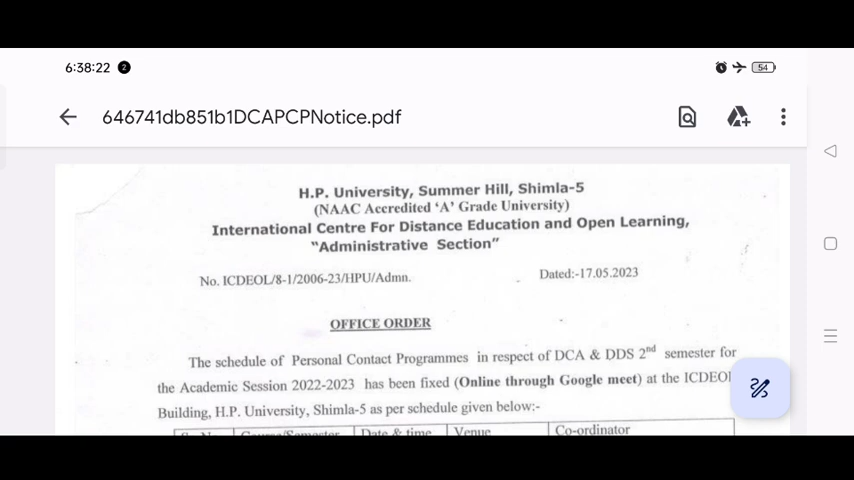 6:38:22 2
54
646741db851b1DCAPCPNotice.pdf
H.P. University, Summer Hill, Shimla-5
(NAAC Accredited ‘A’ Grade University)
International Centre For Distance Education and Open Learning,
“Administrative Section”
No. ICDEOL/8-1/2006-23/HPU/Admn. Dated:-17.05.2023
OFFICE ORDER
The schedule of Personal Contact Programmes in respect of DCA & DDS 2nd semester for
the Academic Session 2022-2023 has been fixed (Online through Google meet) at the ICDEOL
Building, H.P. University, Shimla-5 as per schedule given below:-
Course/Semester Date & time Venue Co-ordinator